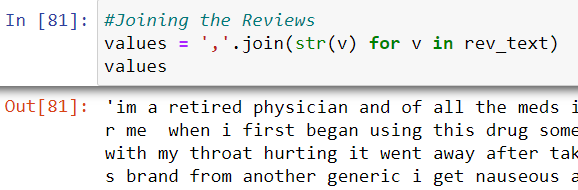 In [81]: #Joining the Reviews
values = ','.join(str(v) for v in rev_text)
values
Out[81]: 'im a retired physician and of all the meds i
r me  when i first began using this drug some
with my throat hurting it went away after tak
s brand from another generic i get nauseous a